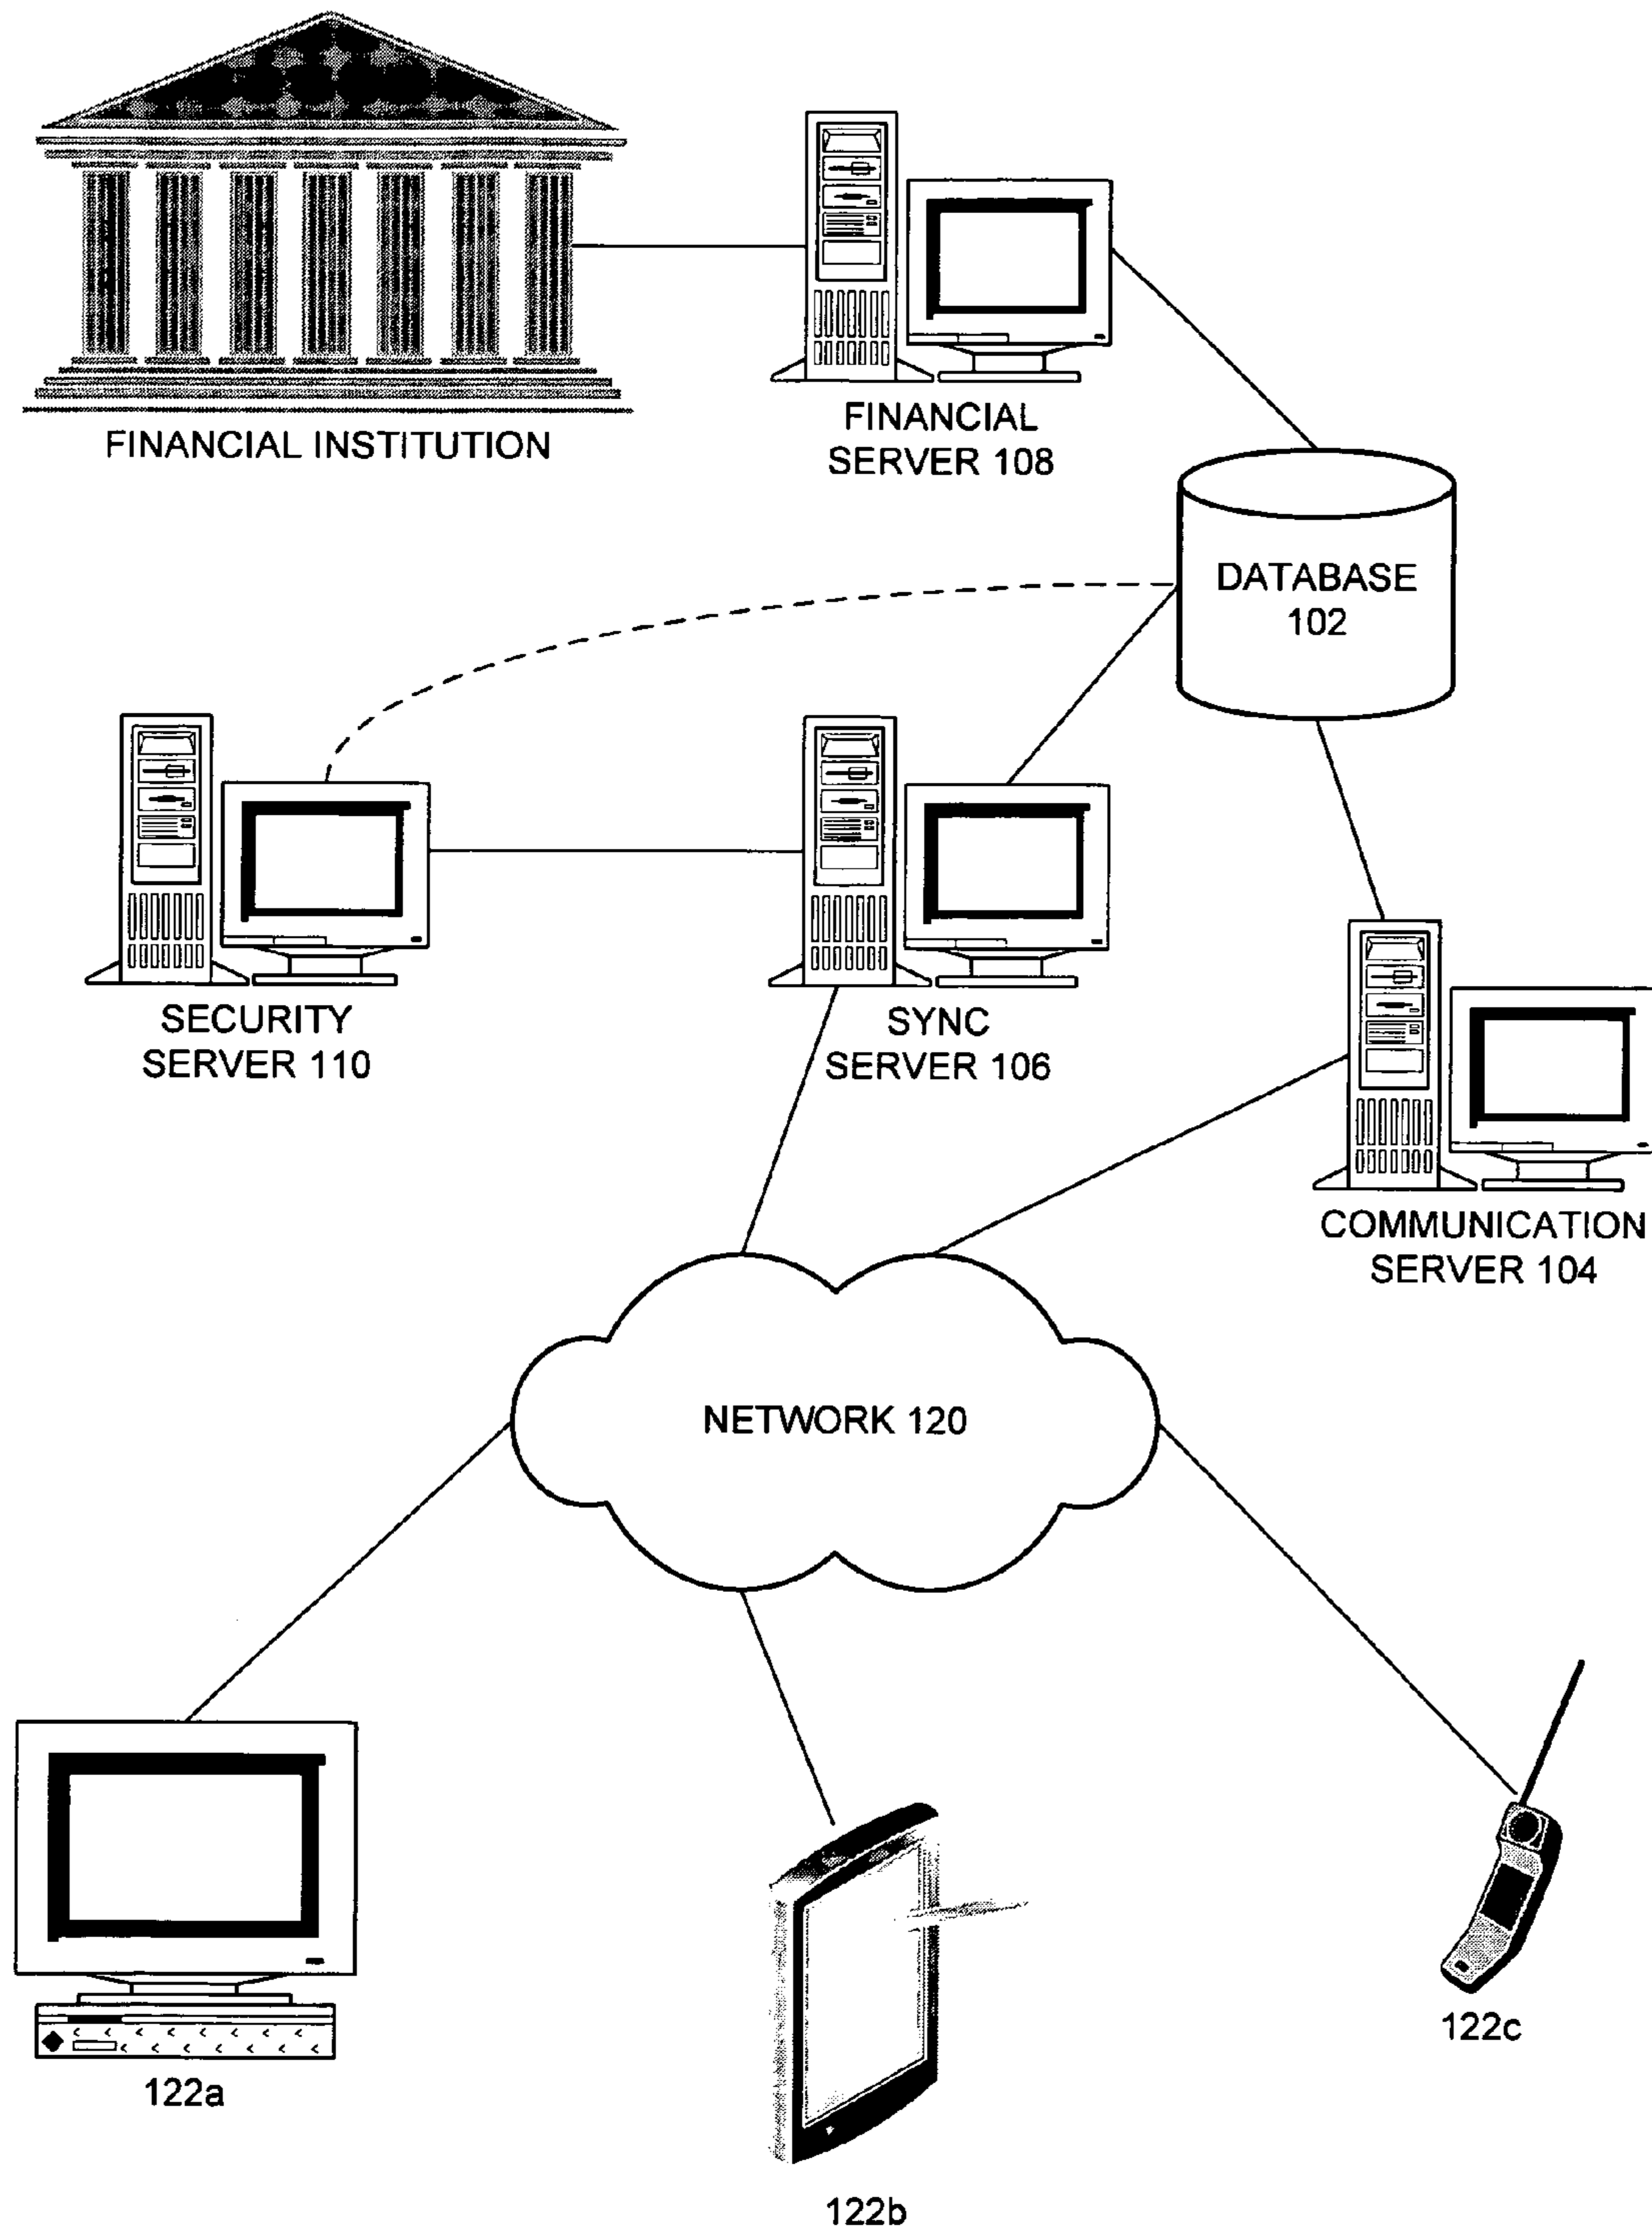 FINANCIAL INSTITUTION
FINANCIAL
SERVER 108
DATABASE
102
SECURITY
SERVER 110
SYNC
SERVER 106
COMMUNICATION
SERVER 104
NETWORK 120
122a
122b
122c